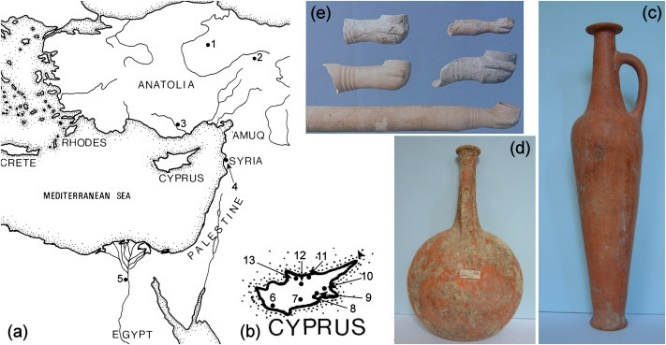 (e)
(c)
1
2
ANATOLIA
3
RHODES
AMUQ
CRETE
CYPRUS
SYRIA
(d)
4
MEDITERRANEAN SEA
PALESTINE
12
11
13
10
5
6
7
9
8
EGYPT
(a)
(b)
CYPRUS